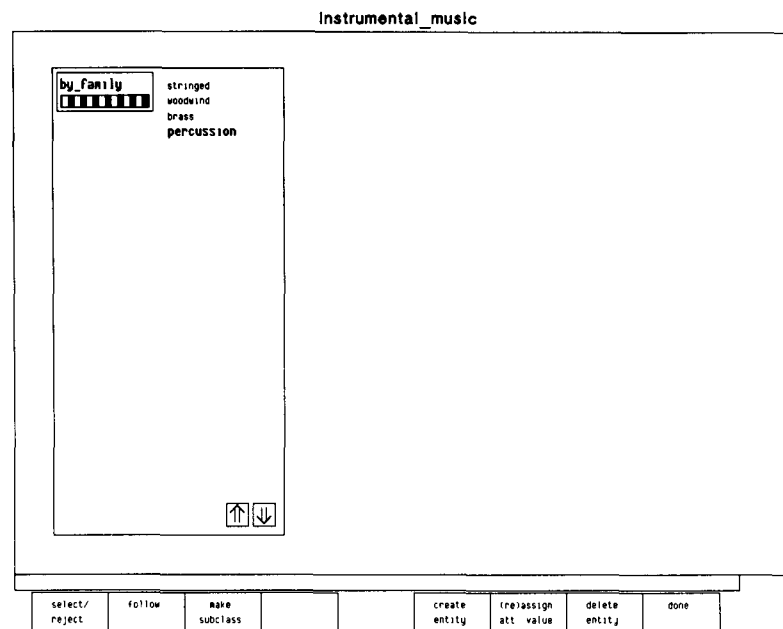 Instrumental_music
by_family
stringed
woodwind
brass
percussion
select/
reject
follow
make
subclass
create
entity
(re)assign
att value
delete
entity
done